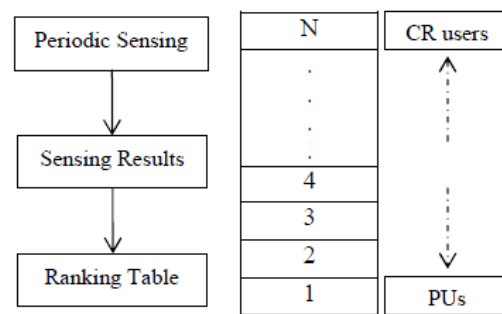 Periodic Sensing
Sensing Results
Ranking Table
N
.
.
.
.
4
3
2
1
CR users
PUs